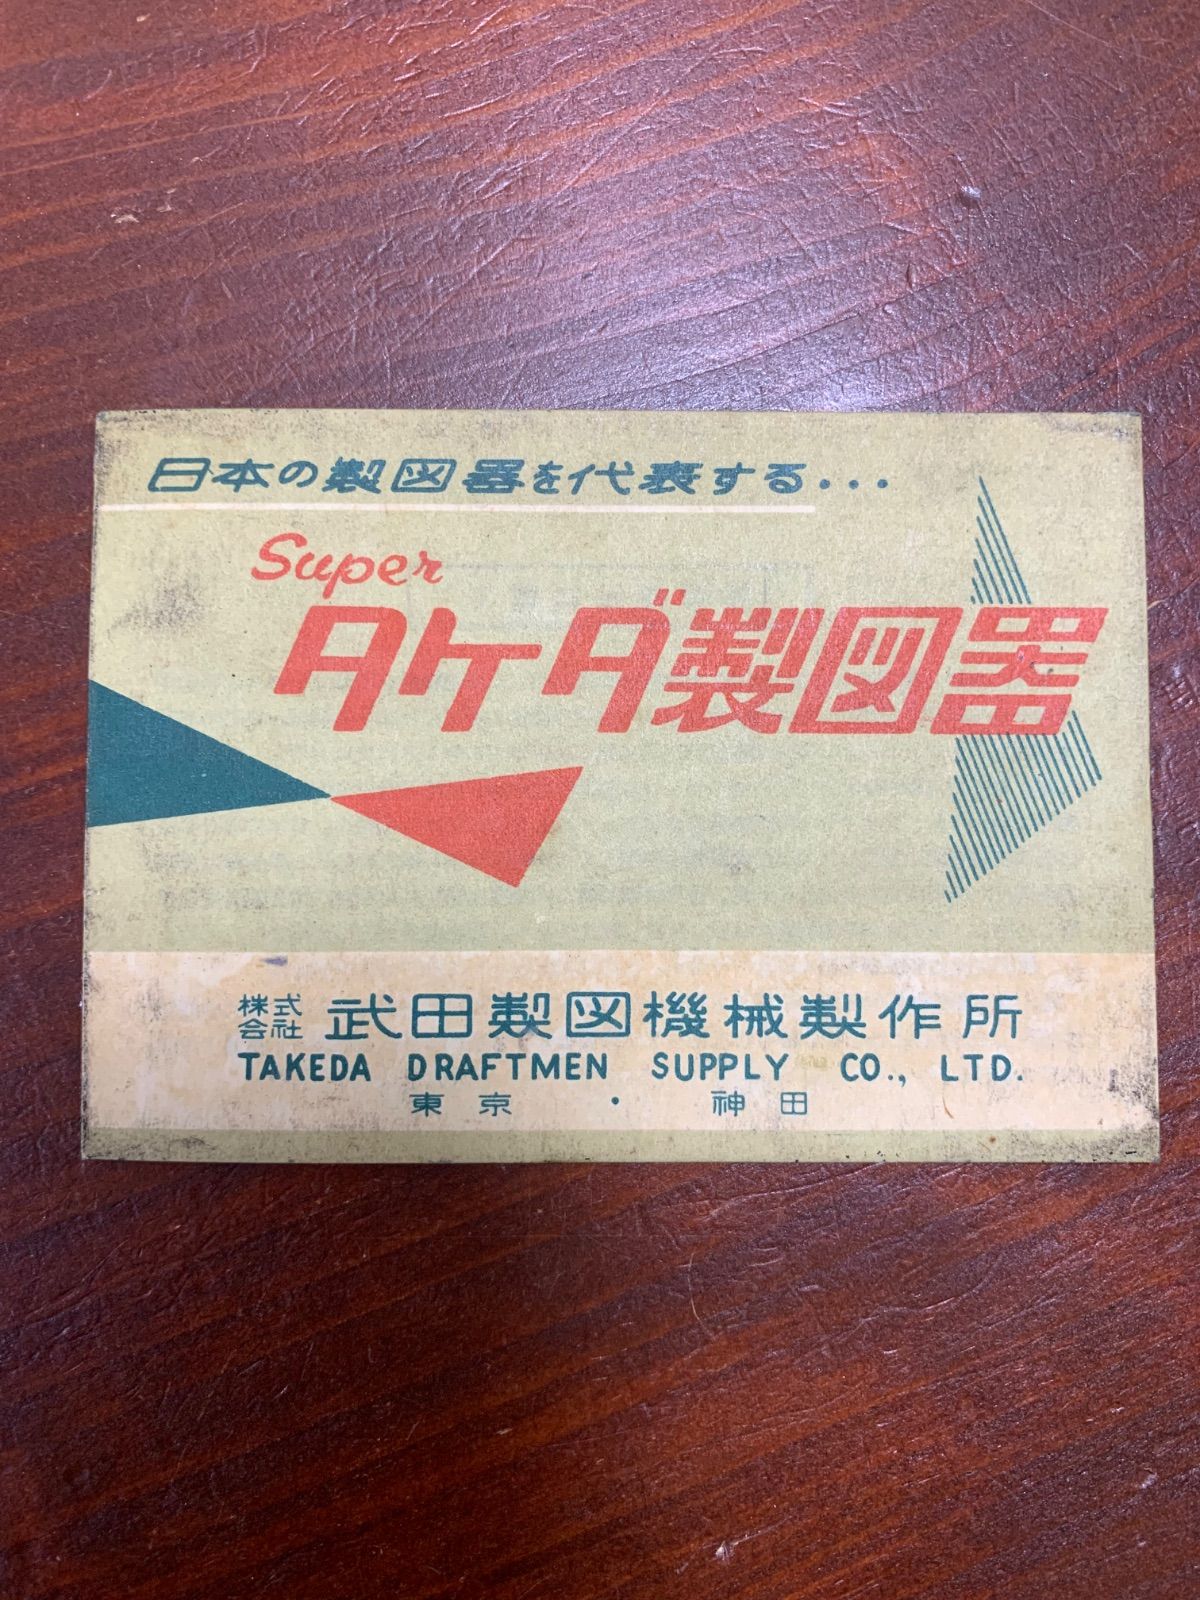 日本の製図器を代表する...
Super
タケダ製図器
株式会社 武田製図機械製作所
TAKEDA DRAFTMEN SUPPLY CO., LTD.
東京・神田